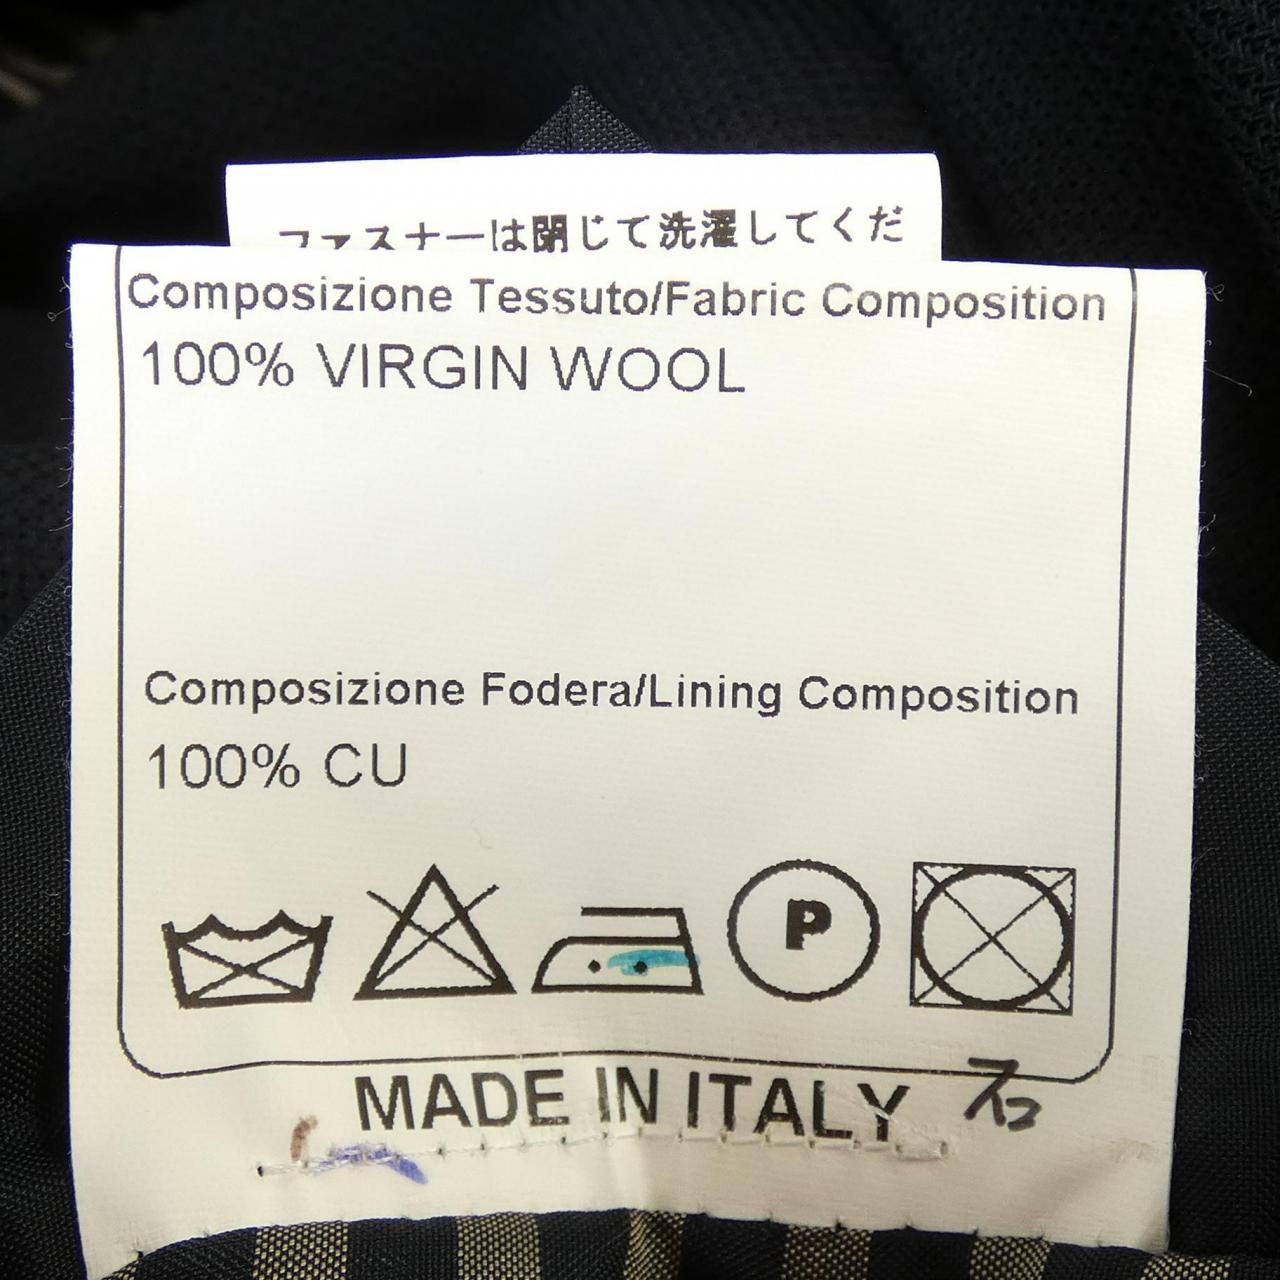 ファスナーは閉じて洗濯してくだ
Composizione Tessuto/Fabric Composition
100% VIRGIN WOOL
Composizione Fodera/Lining Composition
100% CU
P
MADE IN ITALY